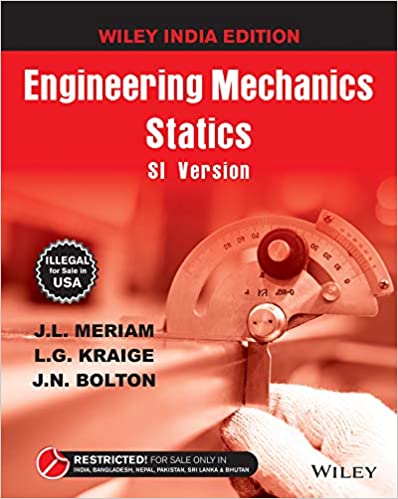 WILEY INDIA EDITION
Engineering Mechanics
Statics
SI Version
ILLEGAL
for Sale in
USA
J.L. MERIAM
L.G. KRAIGE
J.N. BOLTON
RESTRICTED! FOR SALE ONLY IN
INDIA, BANGLADESH, NEPAL, PAKISTAN, SRI LANKA & BHUTAN
WILEY